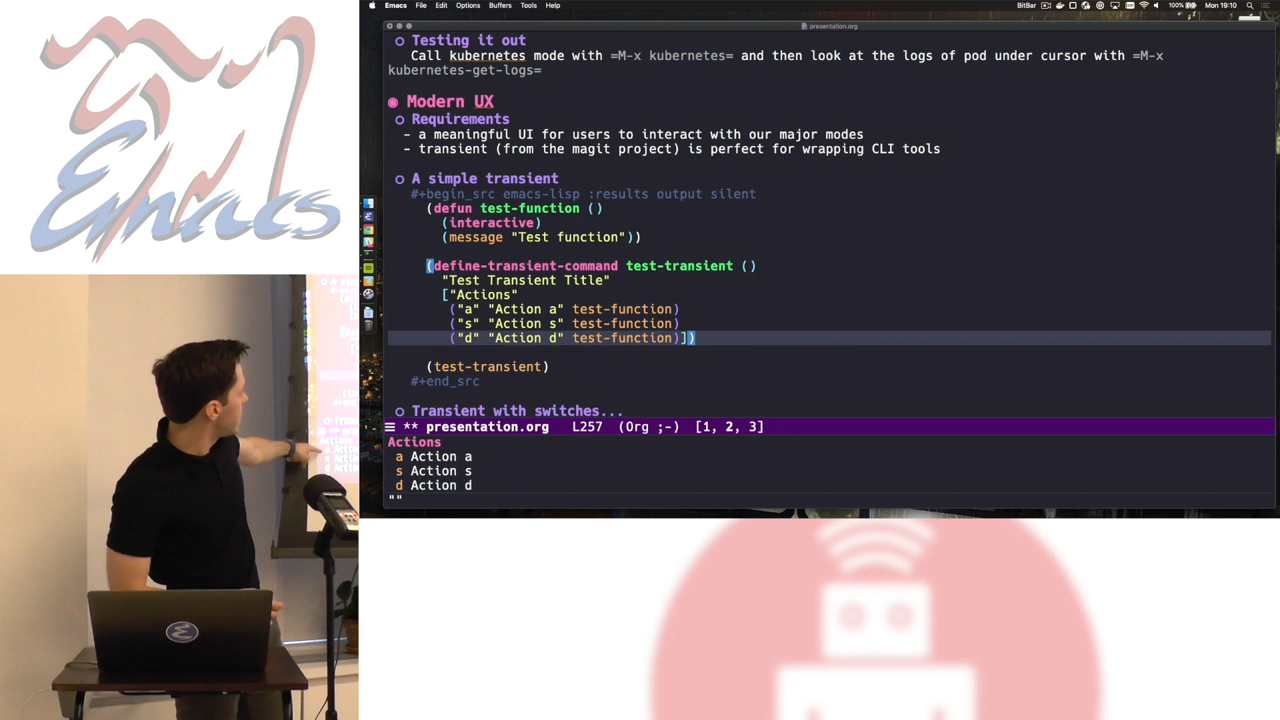 Emacs
Emacs File Edit Options Buffers Tools Help
BitBar
100%
Mon 19:10
presentation.org
Testing it out
Call kubernetes mode with =M-x kubernetes= and then look at the logs of pod under cursor with =M-x
kubernetes-get-logs=
Modern UX
Requirements
- a meaningful UI for users to interact with our major modes
- transient (from the magit project) is perfect for wrapping CLI tools
A simple transient
#+begin_src emacs-lisp :results output silent
(defun test-function ()
(interactive)
(message "Test function"))
(define-transient-command test-transient ()
"Test Transient Title"
["Actions"
("a" "Action a" test-function)
("s" "Action s" test-function)
("d" "Action d" test-function)])
(test-transient)
#+end_src
Transient with switches...
** presentation.org L257 (Org ;-) [1, 2, 3]
Actions
a Action a
s Action s
d Action d
""